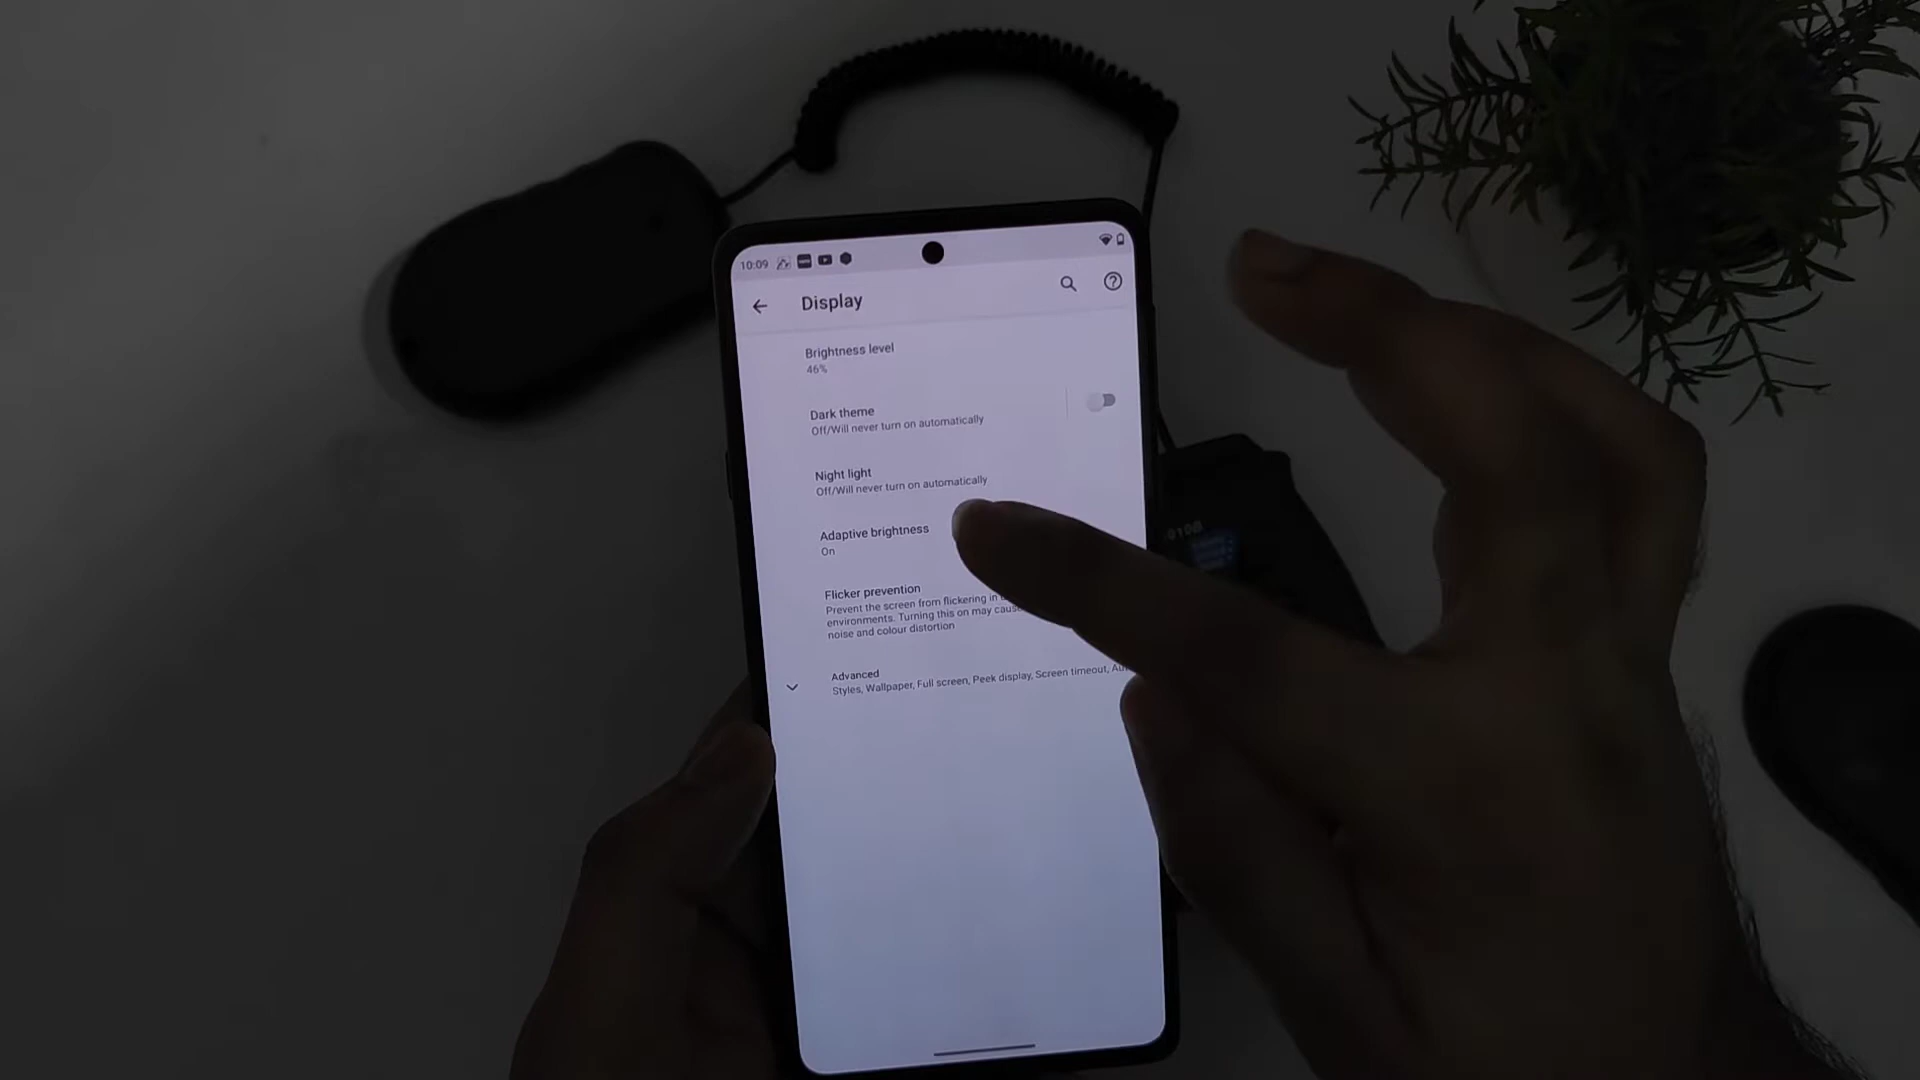 10:09
Display
Brightness level
46%
Dark theme
Off/Will never turn on automatically
Night light
Off/Will never turn on automatically
Adaptive brightness
On
Flicker prevention
Prevent the screen from flickering in
environments. Turning this on may cause
noise and colour distortion
Advanced
Styles, Wallpaper, Full screen, Peek display, Screen timeout,